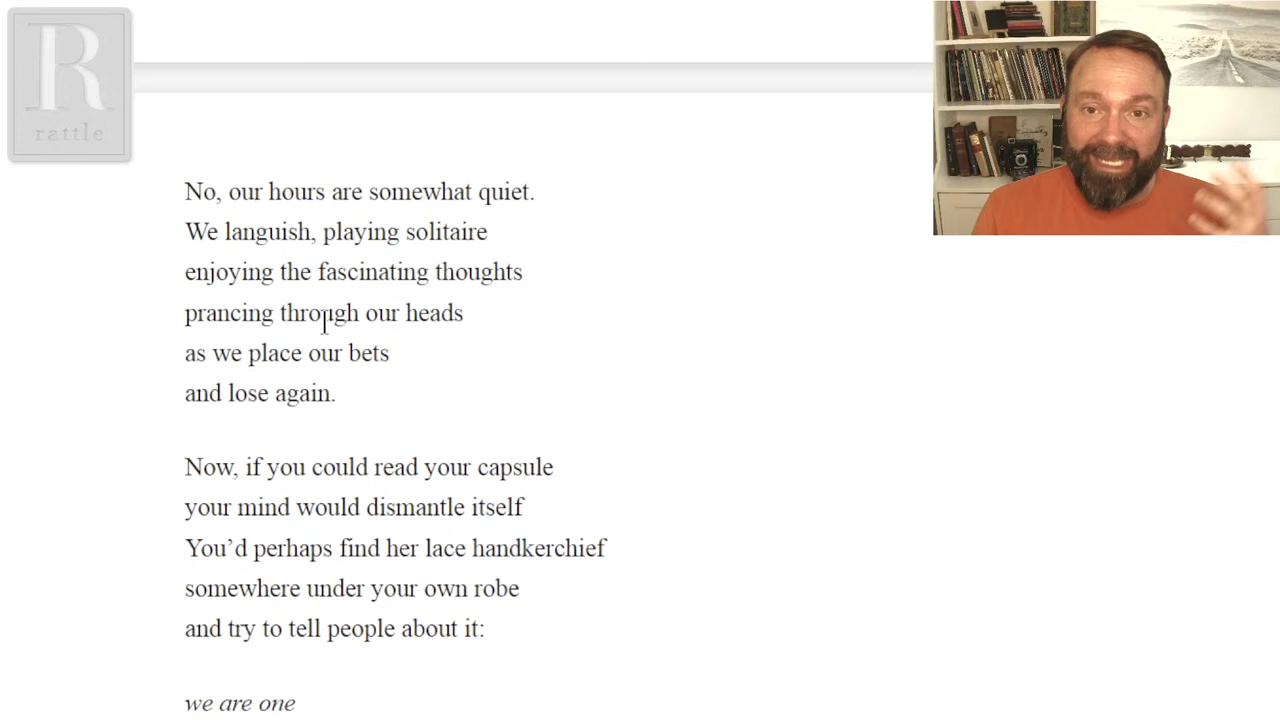 R
rattle
No, our hours are somewhat quiet.
We languish, playing solitaire
enjoying the fascinating thoughts
prancing through our heads
as we place our bets
and lose again.
Now, if you could read your capsule
your mind would dismantle itself
You’d perhaps find her lace handkerchief
somewhere under your own robe
and try to tell people about it:
we are one